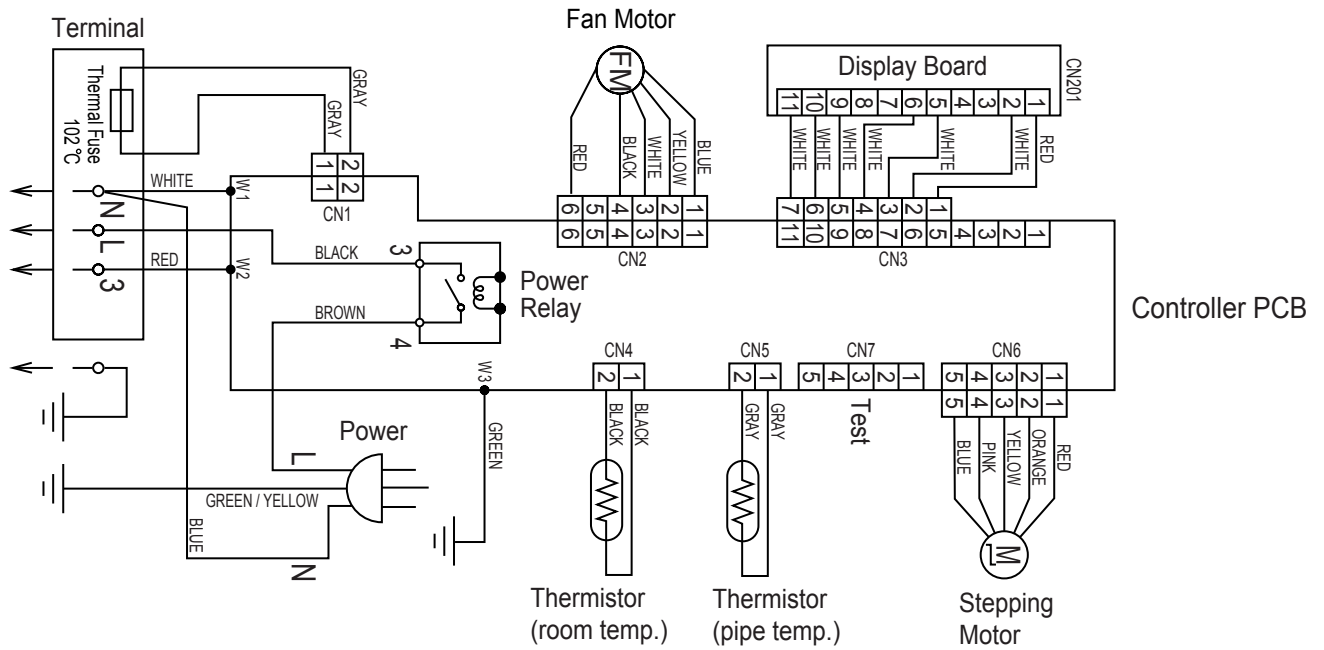 Fan Motor
Terminal
Thermal Fuse
102 °C
GRAY
GRAY
1 2
1 2
CN1
WHITE
W1
N
BLACK
L
RED
W2
3
3
BROWN
4
Power
Relay
FM
RED
BLACK
WHITE
YELLOW
BLUE
6 5 4 3 2 1
6 5 4 3 2 1
CN2
Display Board
CN201
11 10 9 8 7 6 5 4 3 2 1
WHITE
WHITE
WHITE
WHITE
WHITE
WHITE
RED
7 6 5 4 3 2 1
11 10 9 8 7 6 5 4 3 2 1
CN3
Controller PCB
W3
GREEN
Power
L
GREEN / YELLOW
BLUE
N
CN4
2 1
BLACK
BLACK
Thermistor
(room temp.)
CN5
2 1
GRAY
GRAY
Thermistor
(pipe temp.)
CN7
5 4 3 2 1
Test
CN6
5 4 3 2 1
5 4 3 2 1
BLUE
PINK
YELLOW
ORANGE
RED
M
Stepping
Motor